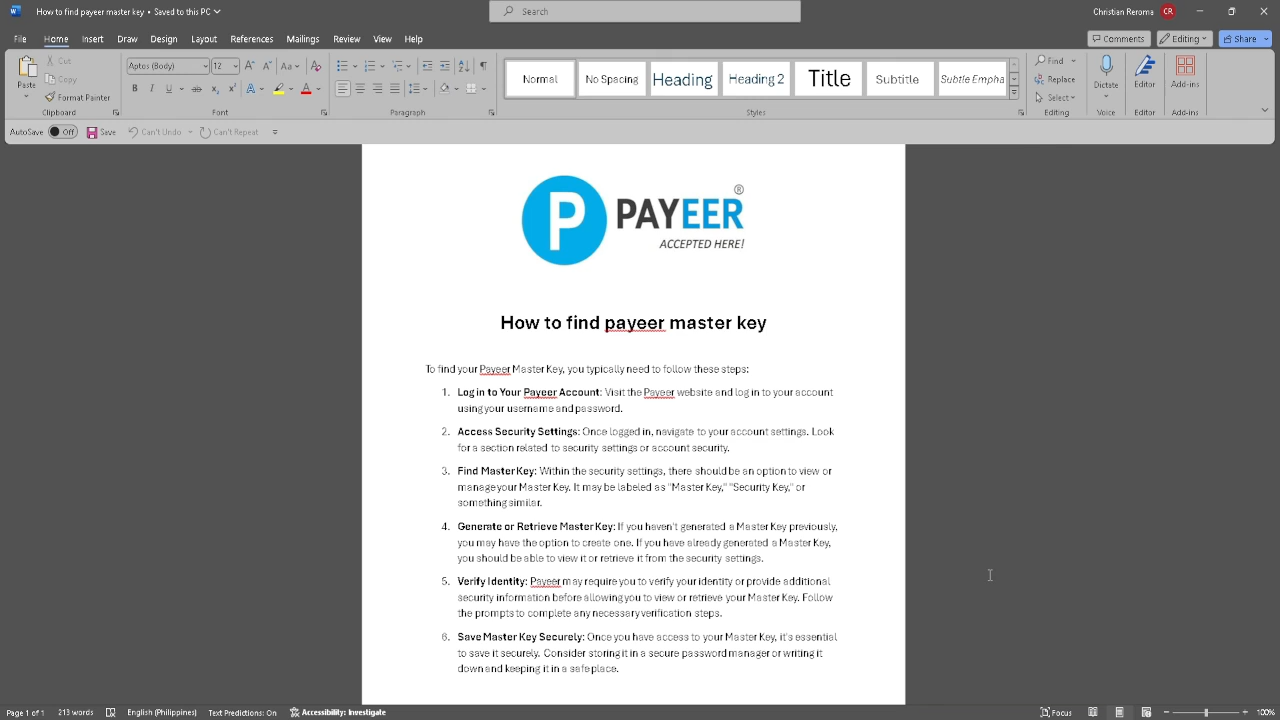 How to find payeer master key • Saved to this PC
Search
Christian Reroma CR
File Home Insert Draw Design Layout References Mailings Review View Help
Comments Editing Share
Paste
Cut
Copy
Format Painter
Clipboard
Aptos (Body) 12
Font
Paragraph
Normal
No Spacing
Heading
Heading 2
Title
Subtitle
Subtle Empha
Styles
Find
Replace
Select
Editing
Dictate
Voice
Editor
Editor
Add-ins
Add-ins
AutoSave Off Save Can't Undo Can't Repeat
P PAYEER®
ACCEPTED HERE!
How to find payeer master key
To find your Payeer Master Key, you typically need to follow these steps:
1. Log in to Your Payeer Account: Visit the Payeer website and log in to your account
using your username and password.
2. Access Security Settings: Once logged in, navigate to your account settings. Look
for a section related to security settings or account security.
3. Find Master Key: Within the security settings, there should be an option to view or
manage your Master Key. It may be labeled as "Master Key," "Security Key," or
something similar.
4. Generate or Retrieve Master Key: If you haven't generated a Master Key previously,
you may have the option to create one. If you have already generated a Master Key,
you should be able to view it or retrieve it from the security settings.
5. Verify Identity: Payeer may require you to verify your identity or provide additional
security information before allowing you to view or retrieve your Master Key. Follow
the prompts to complete any necessary verification steps.
6. Save Master Key Securely: Once you have access to your Master Key, it's essential
to save it securely. Consider storing it in a secure password manager or writing it
down and keeping it in a safe place.
Page 1 of 1 213 words English (Philippines) Text Predictions: On Accessibility: Investigate Focus 100%